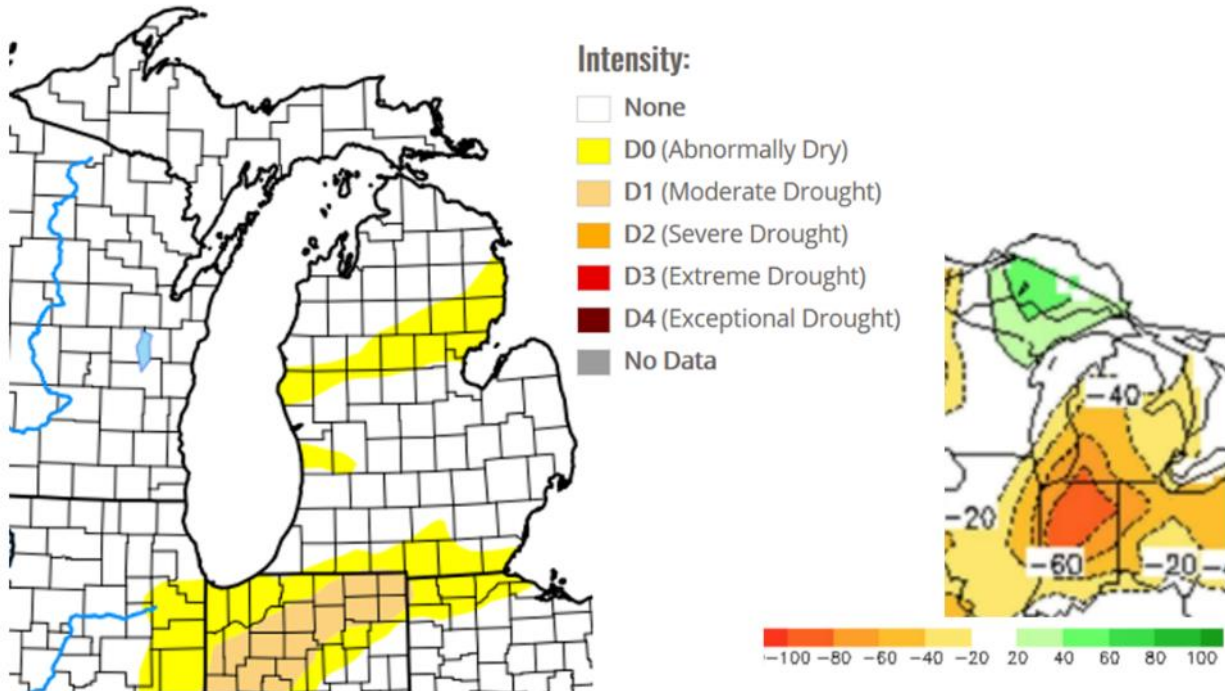 Intensity:
None
D0 (Abnormally Dry)
D1 (Moderate Drought)
D2 (Severe Drought)
D3 (Extreme Drought)
D4 (Exceptional Drought)
No Data
-40
-20
-60
-20
-100 -80 -60 -40 -20 20 40 60 80 100